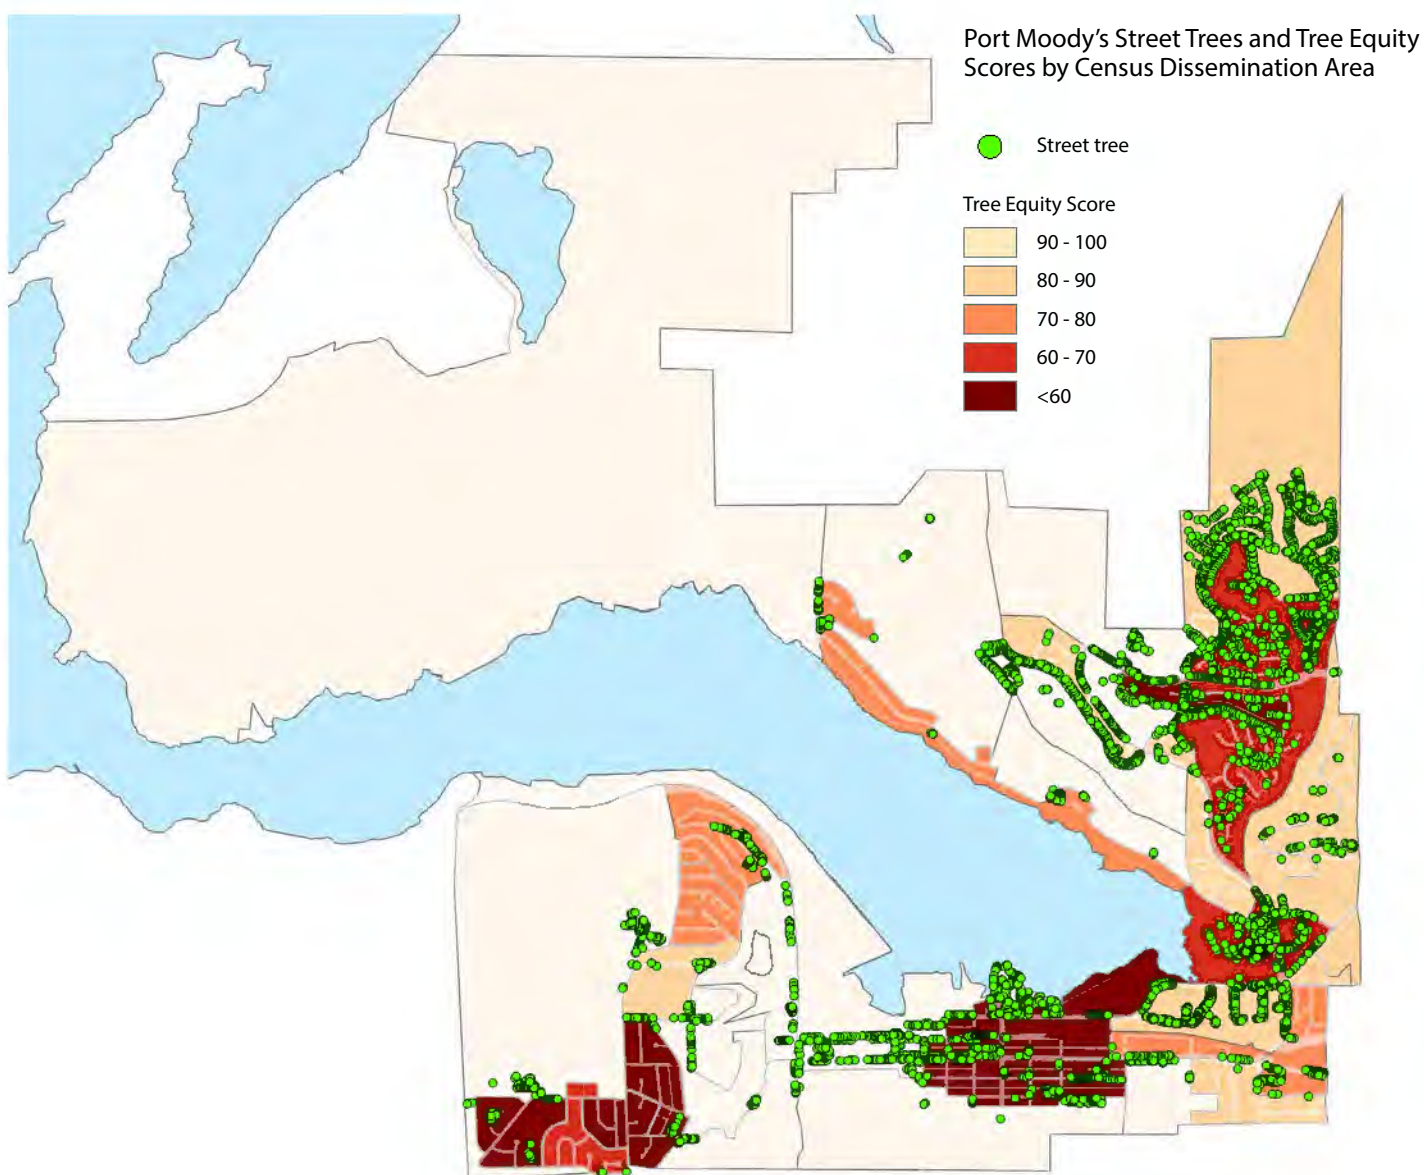 Port Moody's Street Trees and Tree Equity
Scores by Census Dissemination Area
Street tree
Tree Equity Score
90 - 100
80 - 90
70 - 80
60 - 70
<60